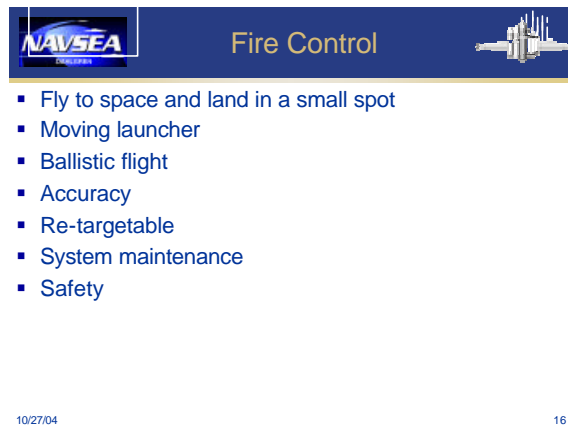 NAVSEA
DAHLGREN
Fire Control
▪ Fly to space and land in a small spot
▪ Moving launcher
▪ Ballistic flight
▪ Accuracy
▪ Re-targetable
▪ System maintenance
▪ Safety
10/27/04
16